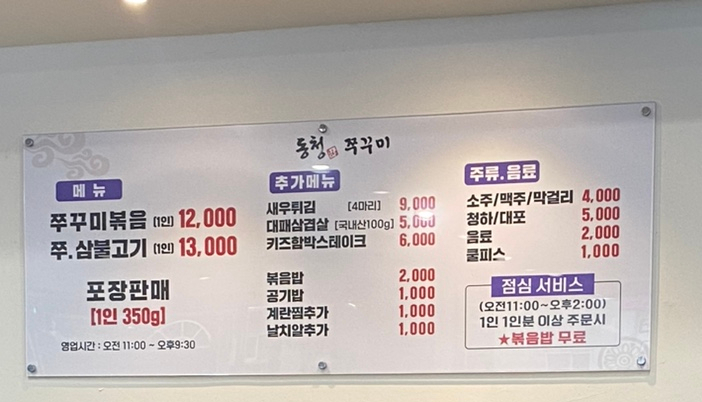 동청 쭈꾸미
메뉴
쭈꾸미볶음 (1인) 12,000
쭈.삼불고기 (1인) 13,000
포장판매
[1인 350g]
영업시간 : 오전 11:00 ~ 오후9:30
추가메뉴
새우튀김 [4마리] 9,000
대패삼겹살 [국내산100g] 5,000
키즈함박스테이크 6,000
볶음밥 2,000
공기밥 1,000
계란찜추가 1,000
날치알추가 1,000
주류.음료
소주/맥주/막걸리 4,000
청하/대포 5,000
음료 2,000
쿨피스 1,000
점심 서비스
(오전11:00~오후2:00)
1인 1인분 이상 주문시
★볶음밥 무료